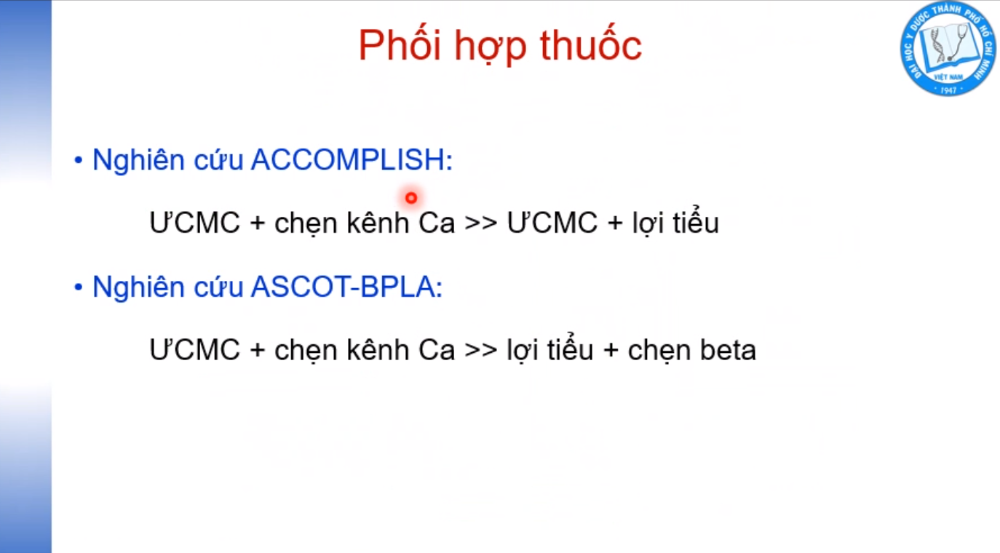 Phối hợp thuốc
ĐẠI HỌC Y DƯỢC THÀNH PHỐ HỒ CHÍ MINH
VIỆT NAM
1947
• Nghiên cứu ACCOMPLISH:
ƯCMC + chẹn kênh Ca >> ƯCMC + lợi tiểu
• Nghiên cứu ASCOT-BPLA:
ƯCMC + chẹn kênh Ca >> lợi tiểu + chẹn beta